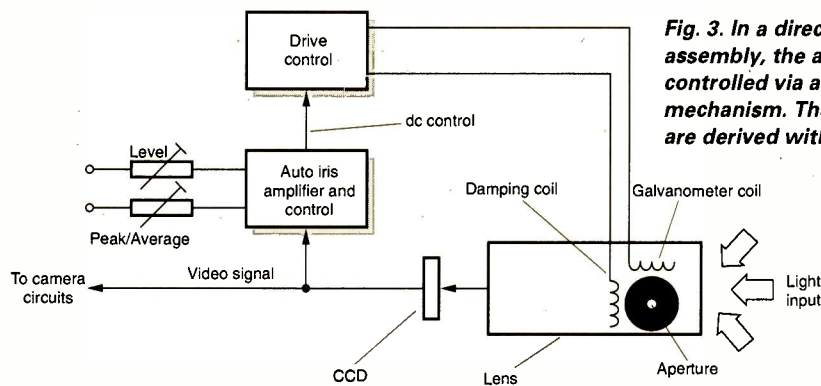 Fig. 3. In a direc
assembly, the a
controlled via a
mechanism. Th
are derived with
Drive
control
dc control
Level
Auto iris
amplifier and
control
Peak/Average
Damping coil
Galvanometer coil
To camera
circuits
Video signal
Light
input
CCD
Lens
Aperture